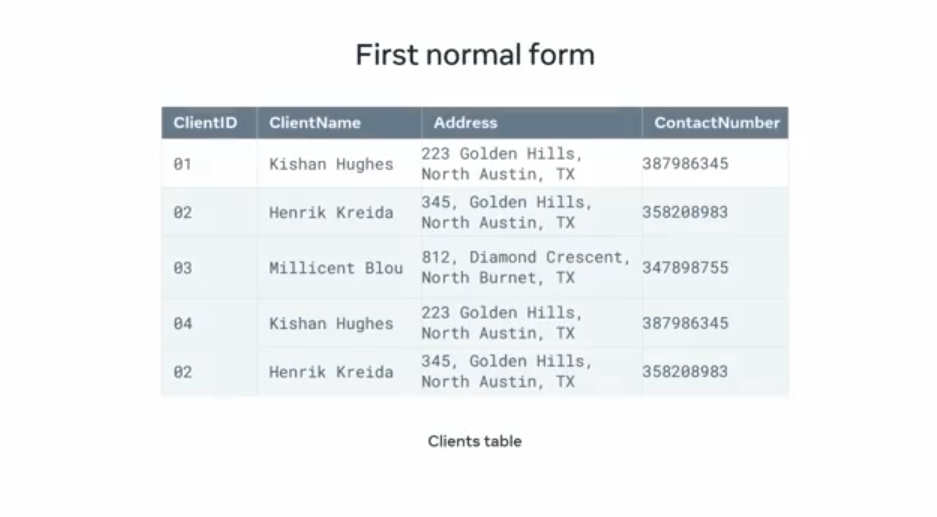 First normal form
ClientID ClientName Address ContactNumber
01 Kishan Hughes 223 Golden Hills, North Austin, TX 387986345
02 Henrik Kreida 345, Golden Hills, North Austin, TX 358208983
03 Millicent Blou 812, Diamond Crescent, North Burnet, TX 347898755
04 Kishan Hughes 223 Golden Hills, North Austin, TX 387986345
02 Henrik Kreida 345, Golden Hills, North Austin, TX 358208983
Clients table